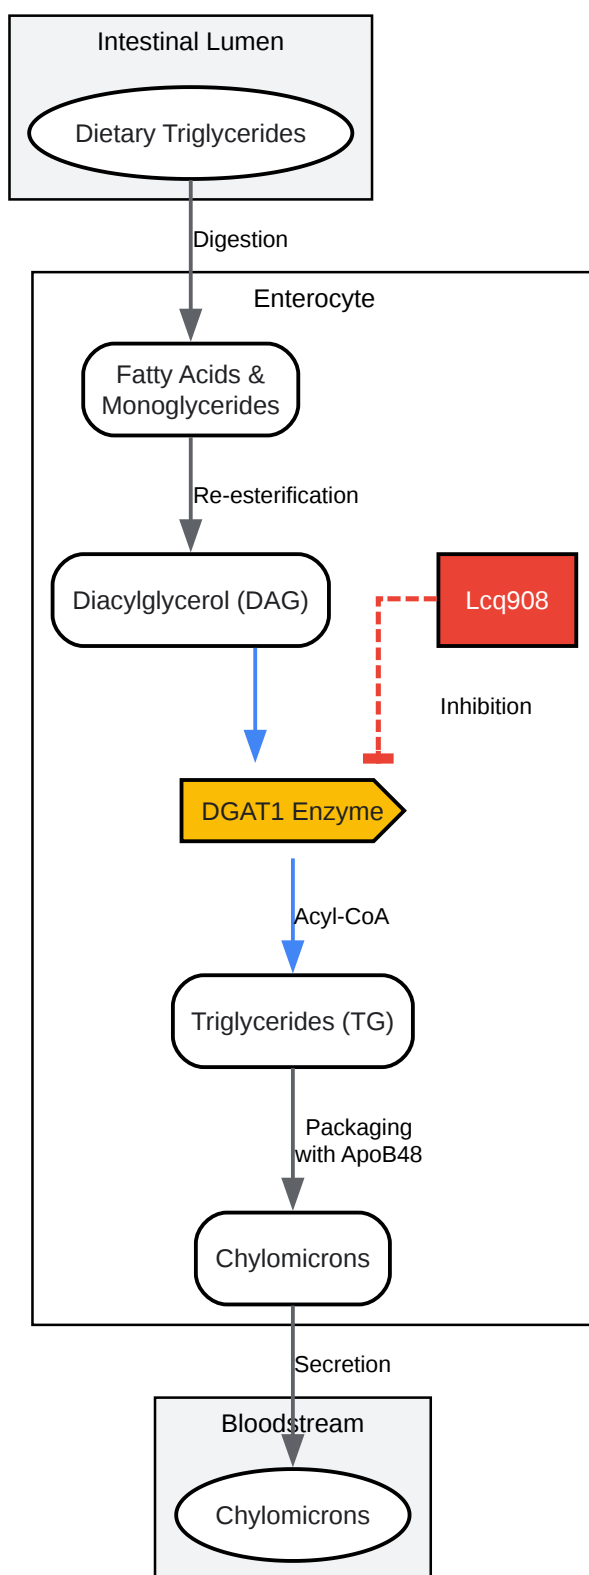 Intestinal Lumen
Dietary Triglycerides
Digestion
Enterocyte
Fatty Acids &
Monoglycerides
Re-esterification
Diacylglycerol (DAG)
Lcq908
Inhibition
DGAT1 Enzyme
Acyl-CoA
Triglycerides (TG)
Packaging
with ApoB48
Chylomicrons
Secretion
Bloodstream
Chylomicrons